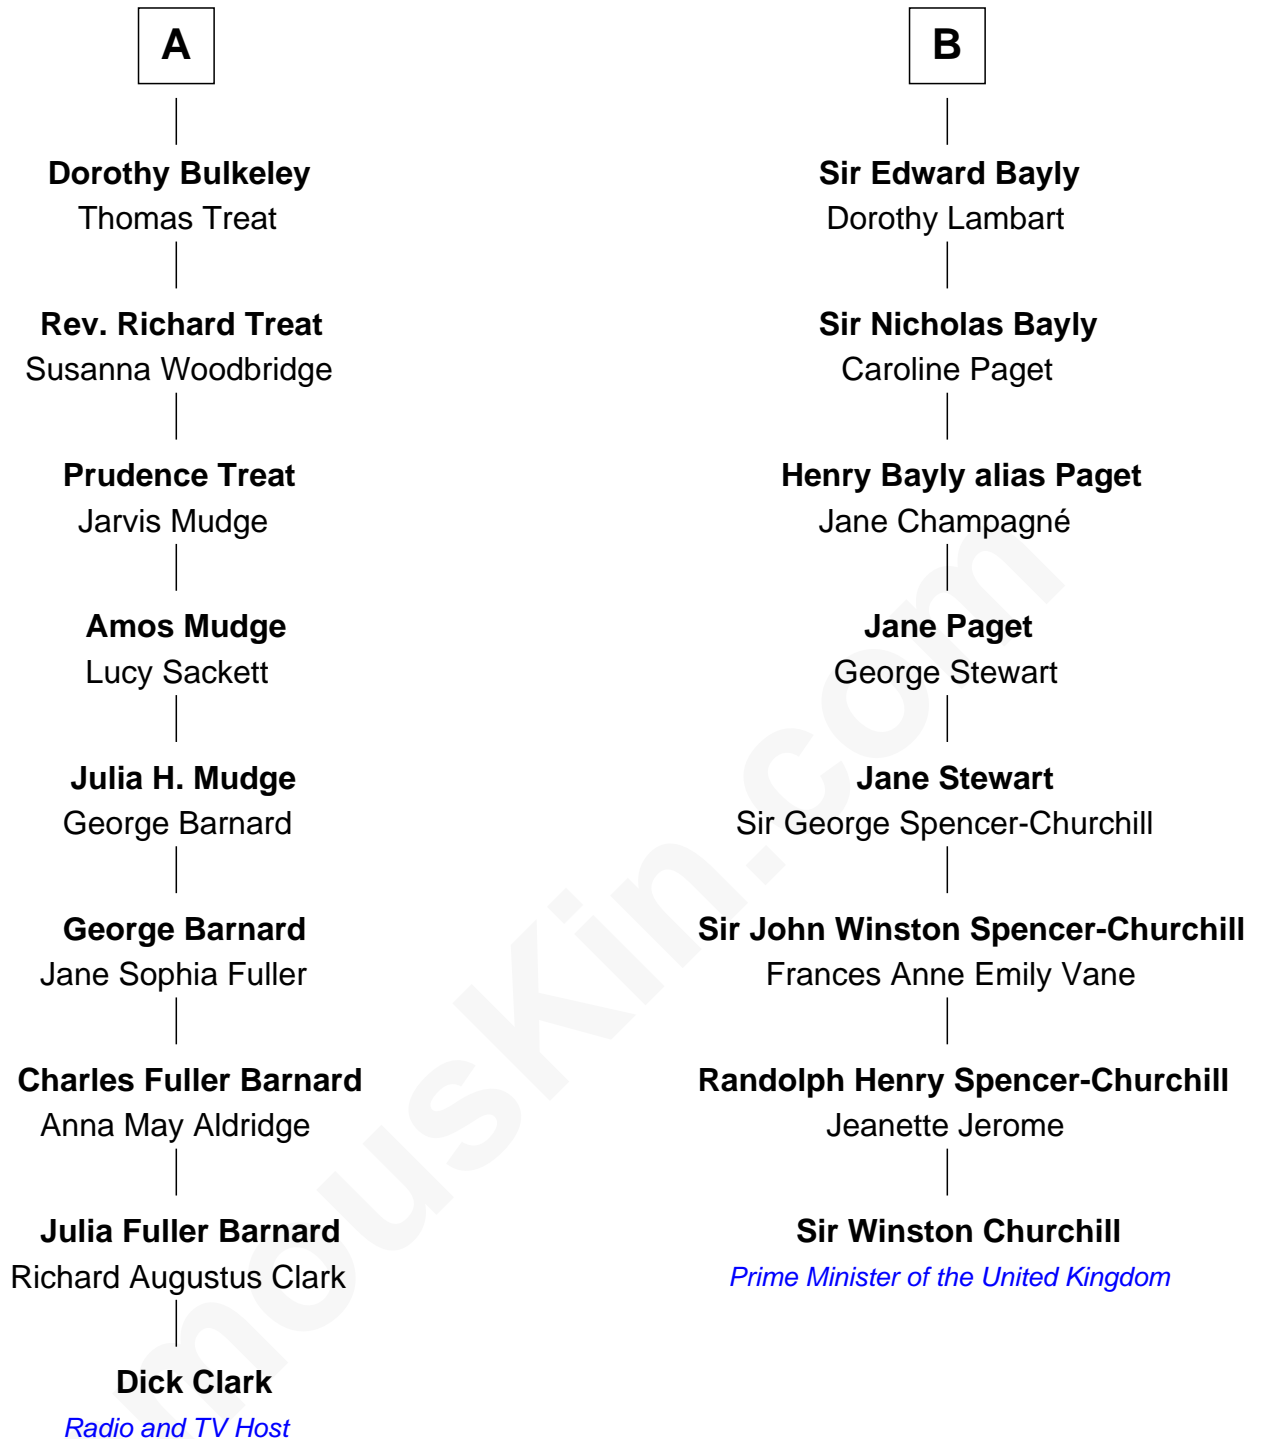 A
Dorothy Bulkeley
Thomas Treat
Rev. Richard Treat
Susanna Woodbridge
Prudence Treat
Jarvis Mudge
Amos Mudge
Lucy Sackett
Julia H. Mudge
George Barnard
George Barnard
Jane Sophia Fuller
Charles Fuller Barnard
Anna May Aldridge
Julia Fuller Barnard
Richard Augustus Clark
Dick Clark
Radio and TV Host
B
Sir Edward Bayly
Dorothy Lambart
Sir Nicholas Bayly
Caroline Paget
Henry Bayly alias Paget
Jane Champagné
Jane Paget
George Stewart
Jane Stewart
Sir George Spencer-Churchill
Sir John Winston Spencer-Churchill
Frances Anne Emily Vane
Randolph Henry Spencer-Churchill
Jeanette Jerome
Sir Winston Churchill
Prime Minister of the United Kingdom
mousKin.com